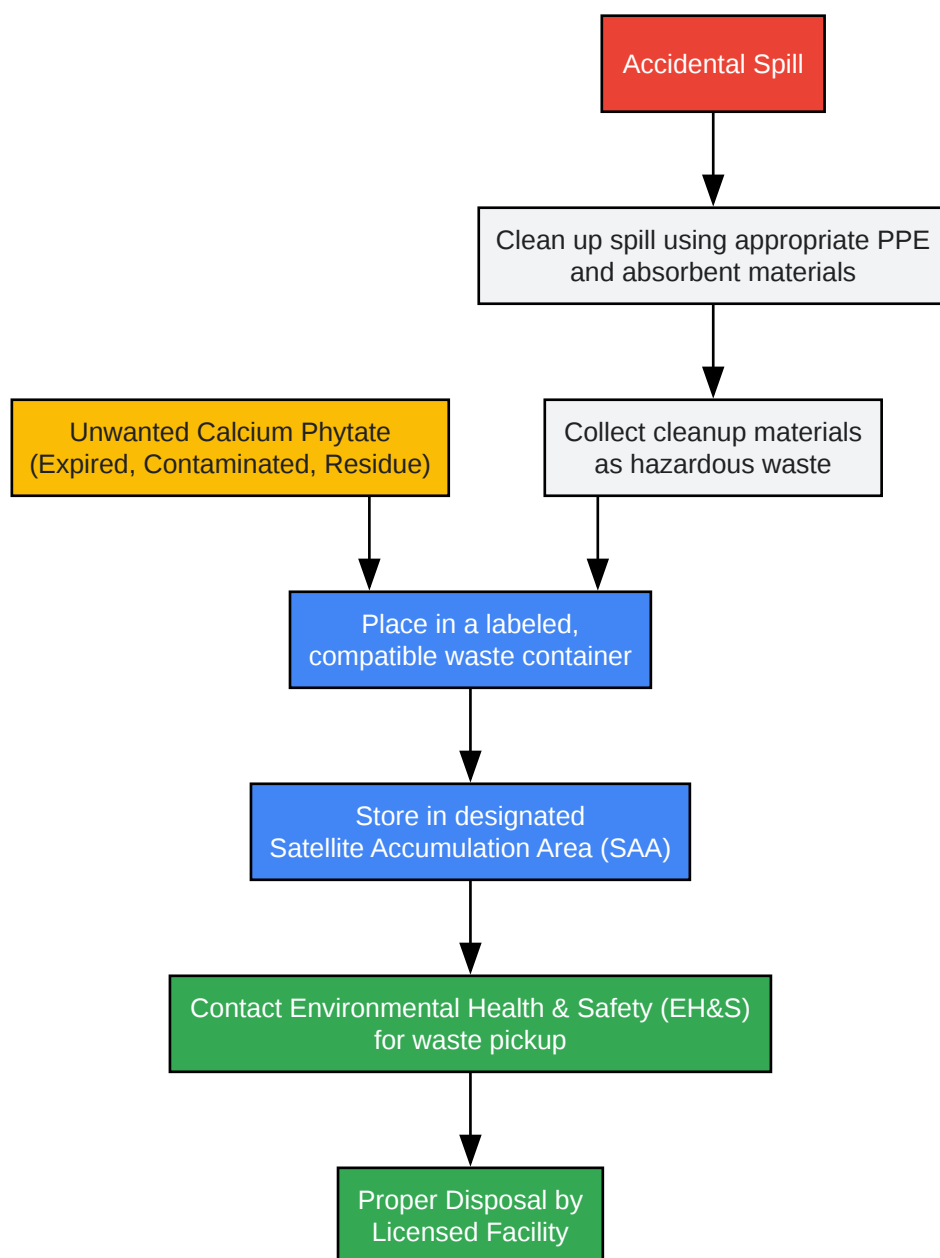 Accidental Spill
Clean up spill using appropriate PPE
and absorbent materials
Unwanted Calcium Phytate
(Expired, Contaminated, Residue)
Collect cleanup materials
as hazardous waste
Place in a labeled,
compatible waste container
Store in designated
Satellite Accumulation Area (SAA)
Contact Environmental Health & Safety (EH&S)
for waste pickup
Proper Disposal by
Licensed Facility